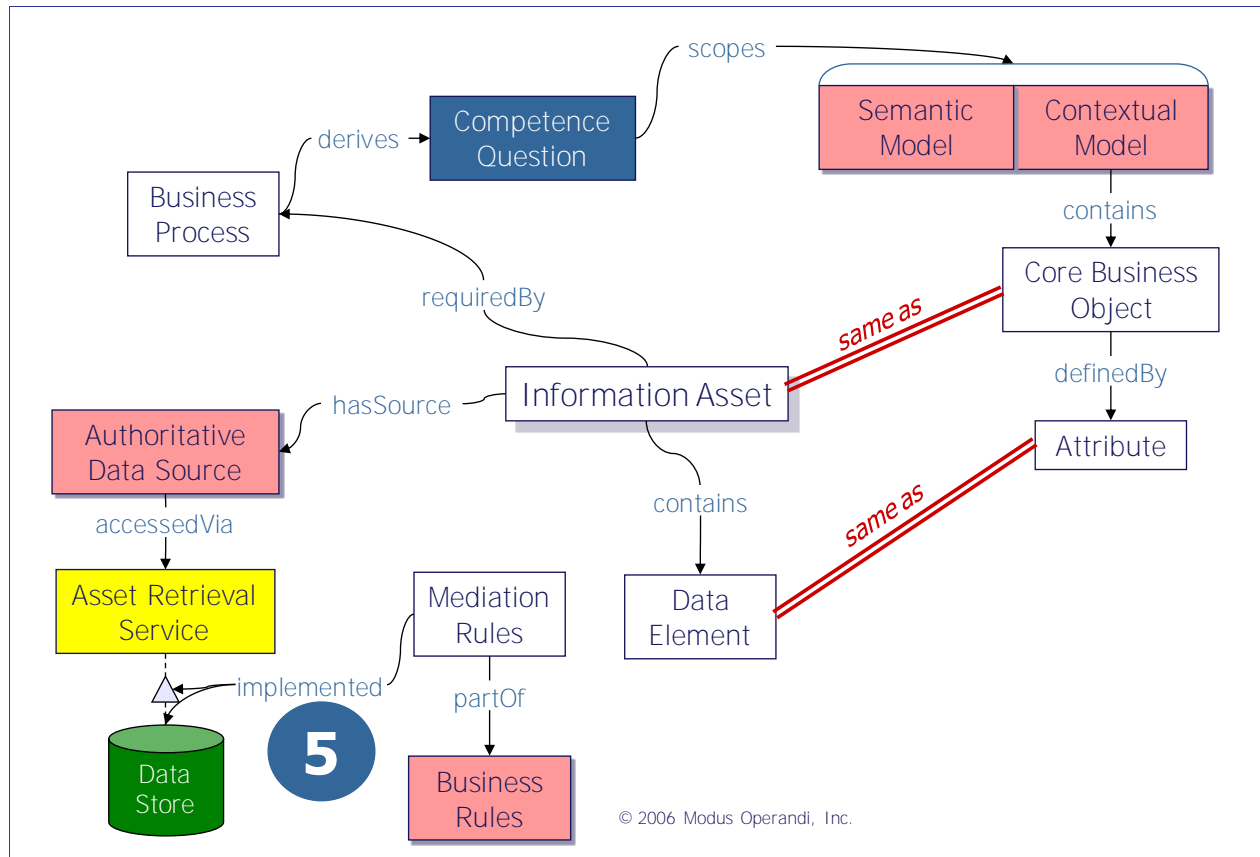 scopes
Semantic
Model
Contextual
Model
Competence
Question
derives
Business
Process
contains
Core Business
Object
requiredBy
same as
definedBy
Information Asset
hasSource
Authoritative
Data Source
Attribute
contains
same as
accessedVia
Asset Retrieval
Service
Mediation
Rules
Data
Element
implemented
partOf
5
Data
Store
Business
Rules
© 2006 Modus Operandi, Inc.